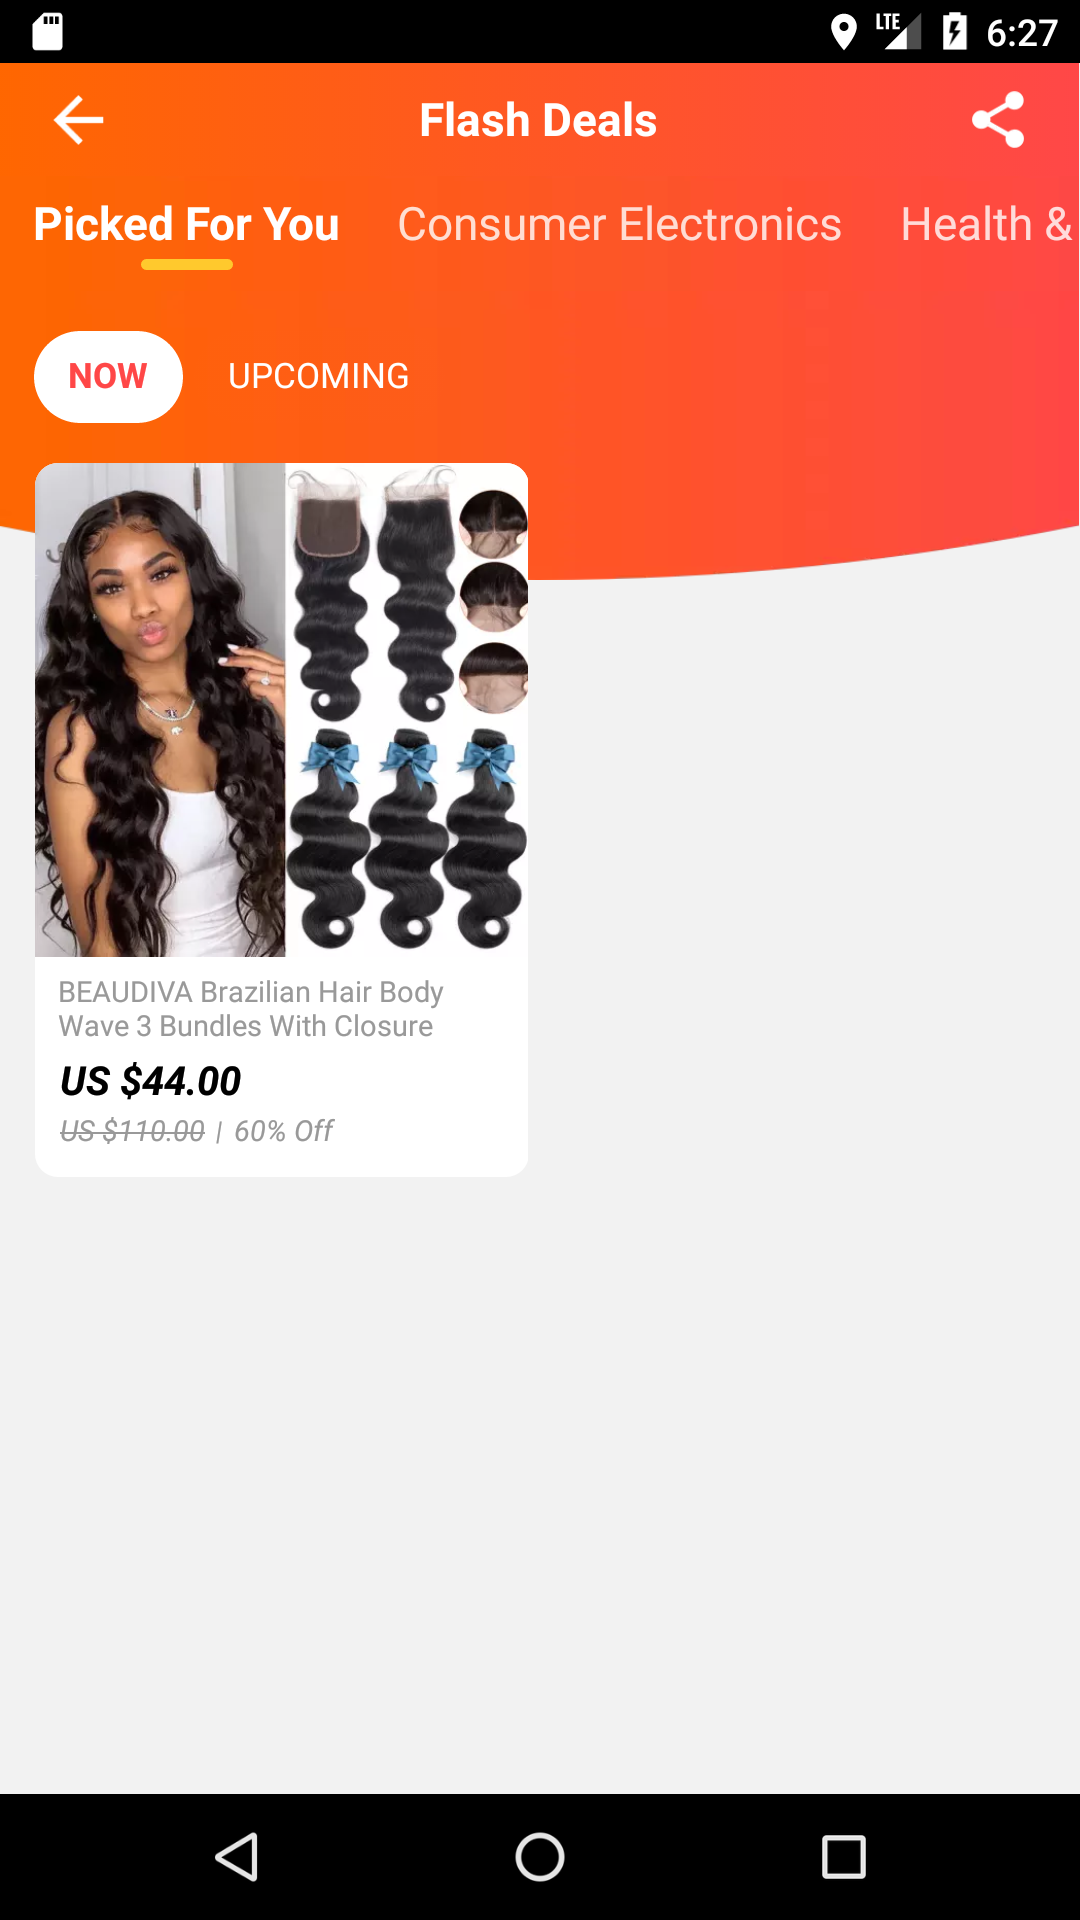 LTE 6:27
Flash Deals
Picked For You Consumer Electronics Health &
NOW UPCOMING
BEAUDIVA Brazilian Hair Body
Wave 3 Bundles With Closure
US $44.00
US $110.00 | 60% Off